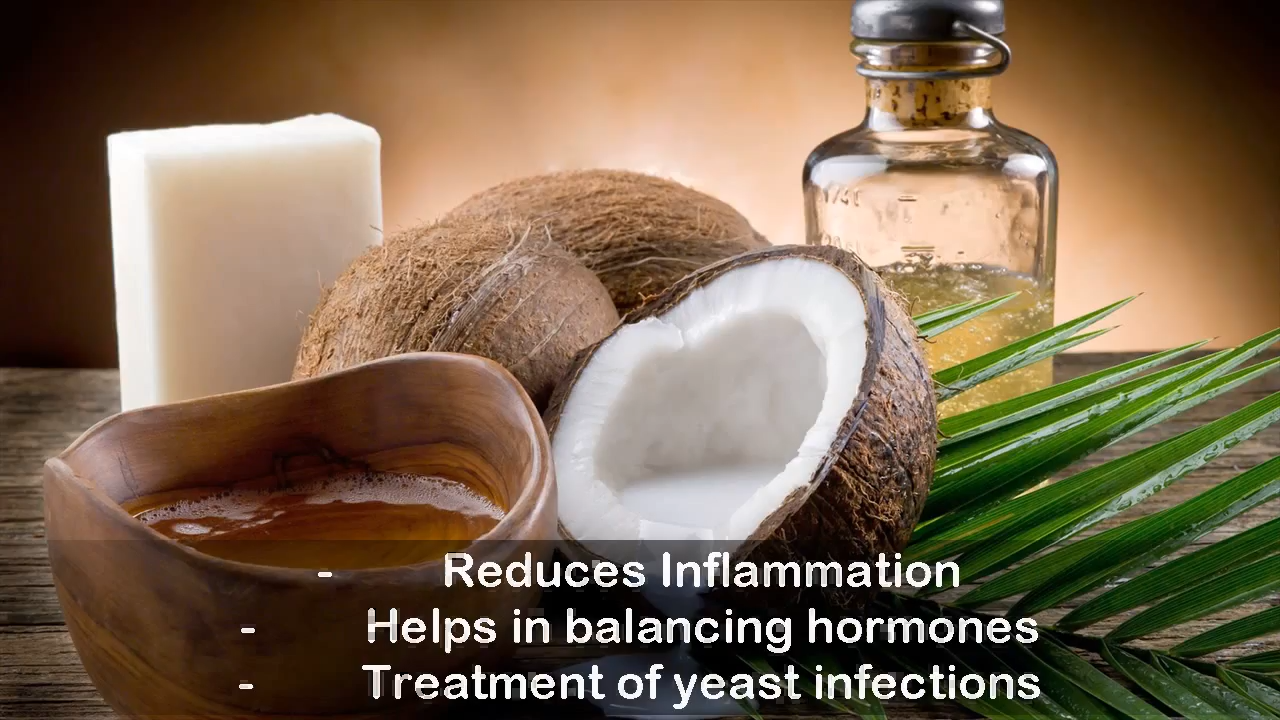 - Reduces Inflammation
- Helps in balancing hormones
- Treatment of yeast infections